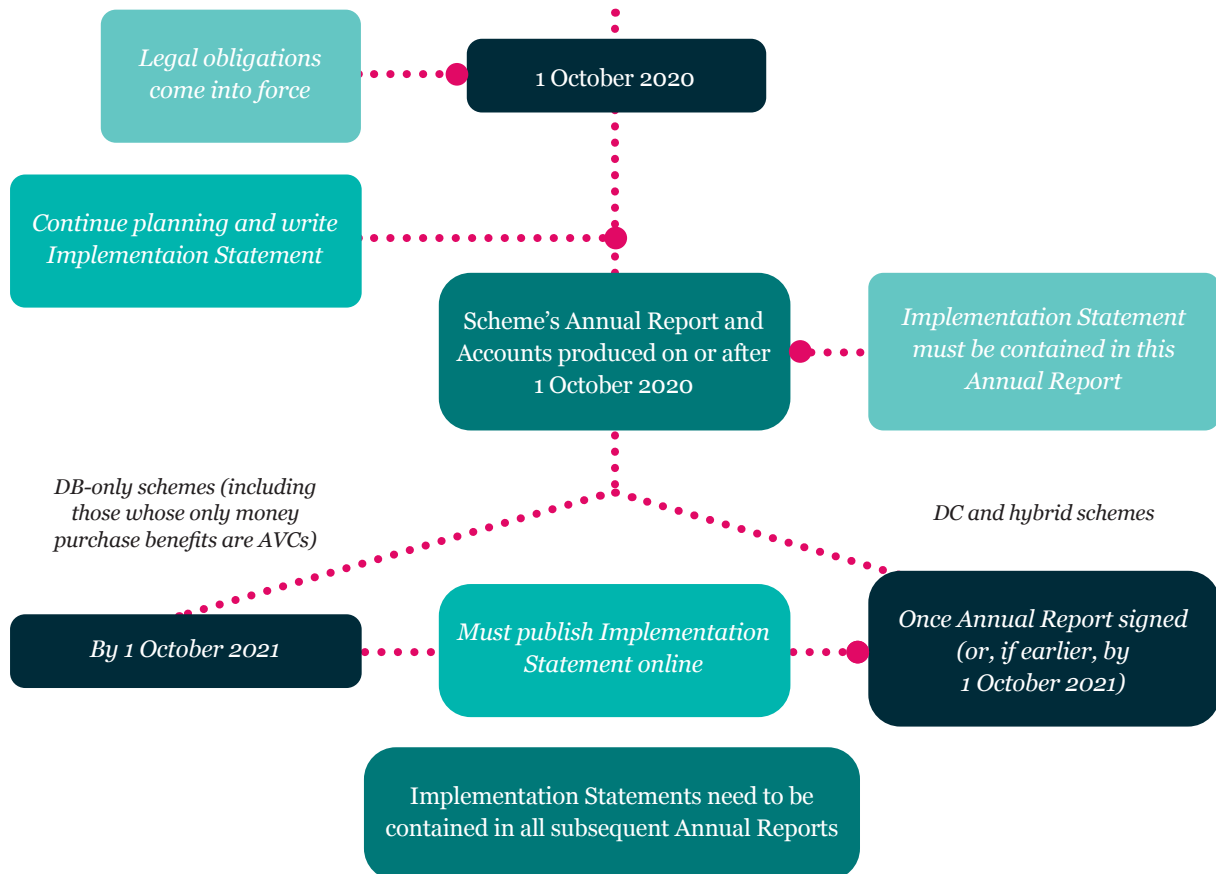 Legal obligations
come into force
1 October 2020
Continue planning and write
Implementaion Statement
Scheme’s Annual Report and
Accounts produced on or after
1 October 2020
Implementation Statement
must be contained in this
Annual Report
DB-only schemes (including
those whose only money
purchase benefits are AVCs)
DC and hybrid schemes
By 1 October 2021
Must publish Implementation
Statement online
Once Annual Report signed
(or, if earlier, by
1 October 2021)
Implementation Statements need to be
contained in all subsequent Annual Reports